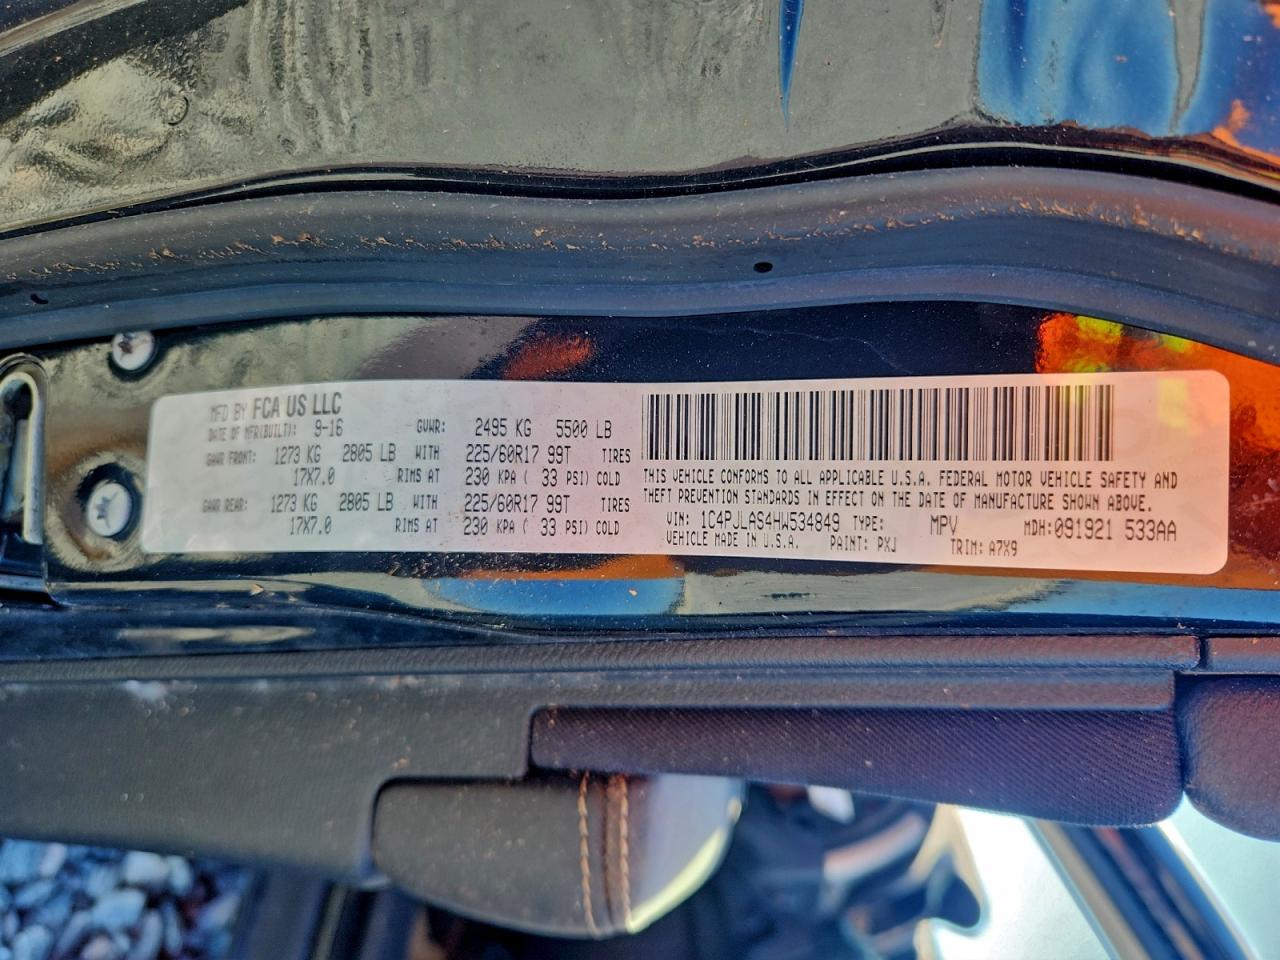 MFD BY FCA US LLC
DATE OF MFR(BUILT): 9-16 GVWR: 2495 KG 5500 LB
GAWR FRONT: 1273 KG 2805 LB WITH 225/60R17 99T TIRES
17X7.0 RIMS AT 230 KPA ( 33 PSI) COLD
GAWR REAR: 1273 KG 2805 LB WITH 225/60R17 99T TIRES
17X7.0 RIMS AT 230 KPA ( 33 PSI) COLD
THIS VEHICLE CONFORMS TO ALL APPLICABLE U.S.A. FEDERAL MOTOR VEHICLE SAFETY AND
THEFT PREVENTION STANDARDS IN EFFECT ON THE DATE OF MANUFACTURE SHOWN ABOVE.
VIN: 1C4PJLAS4HW534849 TYPE: MPV MDH:091921 533AA
VEHICLE MADE IN U.S.A. PAINT: PXJ TRIM: A7X9